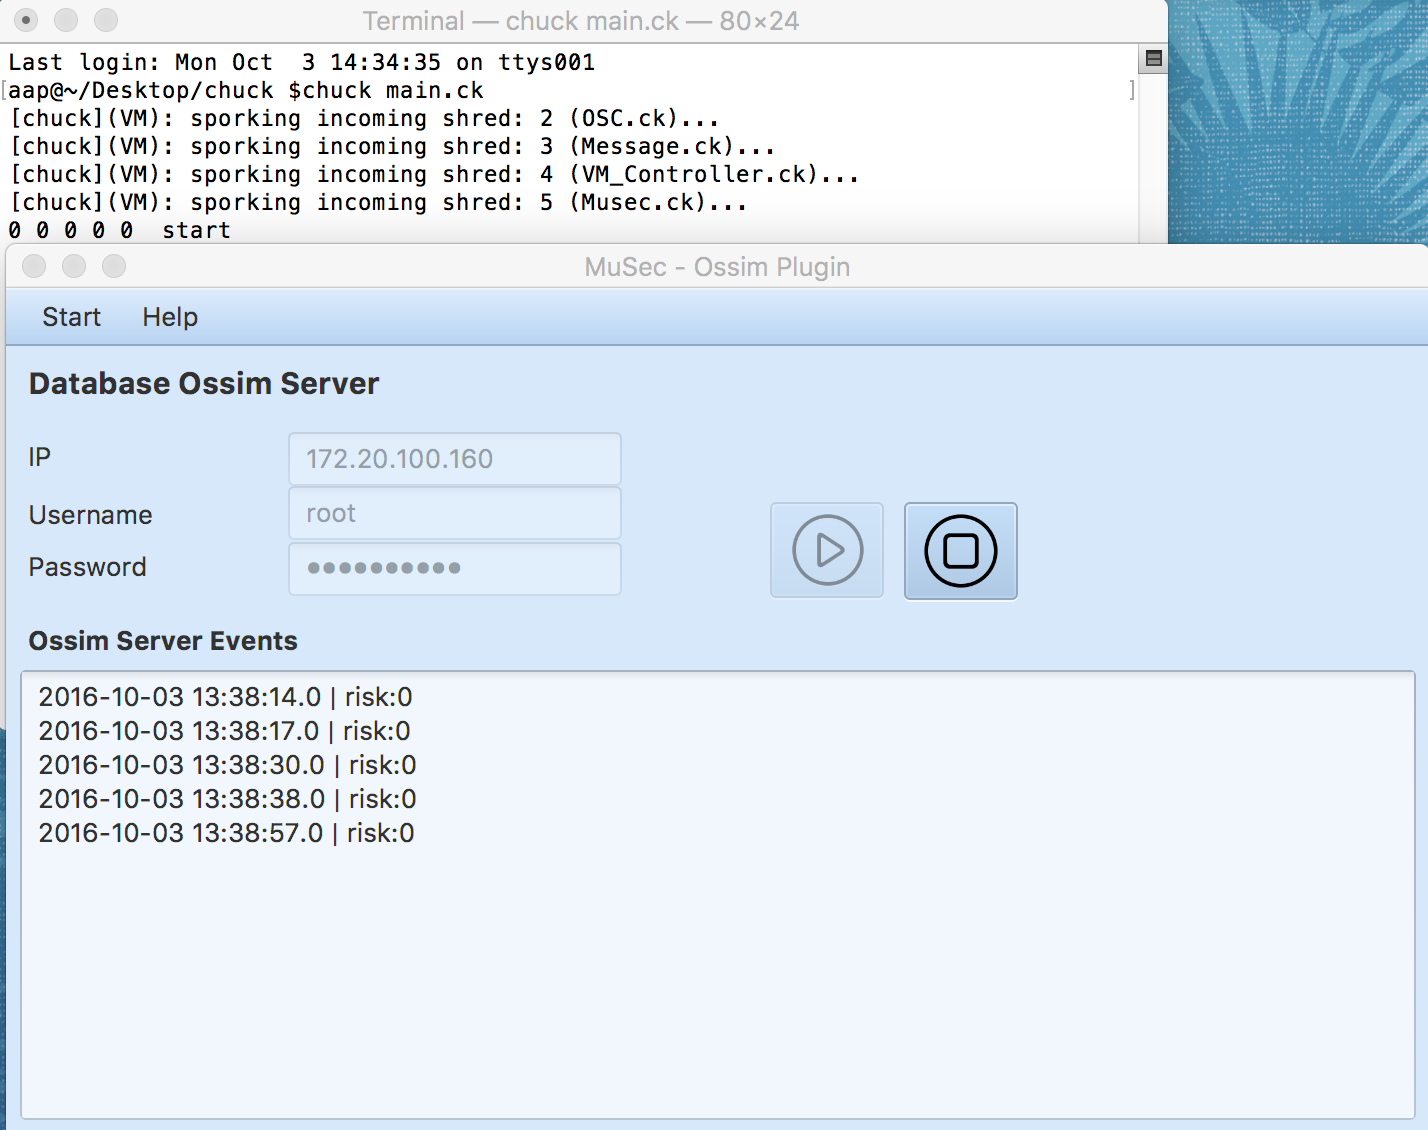 Terminal — chuck main.ck — 80×24
Last login: Mon Oct  3 14:34:35 on ttys001
[aap@~/Desktop/chuck $chuck main.ck ]
[chuck](VM): sporking incoming shred: 2 (OSC.ck)...
[chuck](VM): sporking incoming shred: 3 (Message.ck)...
[chuck](VM): sporking incoming shred: 4 (VM_Controller.ck)...
[chuck](VM): sporking incoming shred: 5 (Musec.ck)...
0 0 0 0 0  start
MuSec - Ossim Plugin
Start Help
Database Ossim Server
IP 172.20.100.160
Username root
Password ●●●●●●●●●●
Ossim Server Events
2016-10-03 13:38:14.0 | risk:0
2016-10-03 13:38:17.0 | risk:0
2016-10-03 13:38:30.0 | risk:0
2016-10-03 13:38:38.0 | risk:0
2016-10-03 13:38:57.0 | risk:0